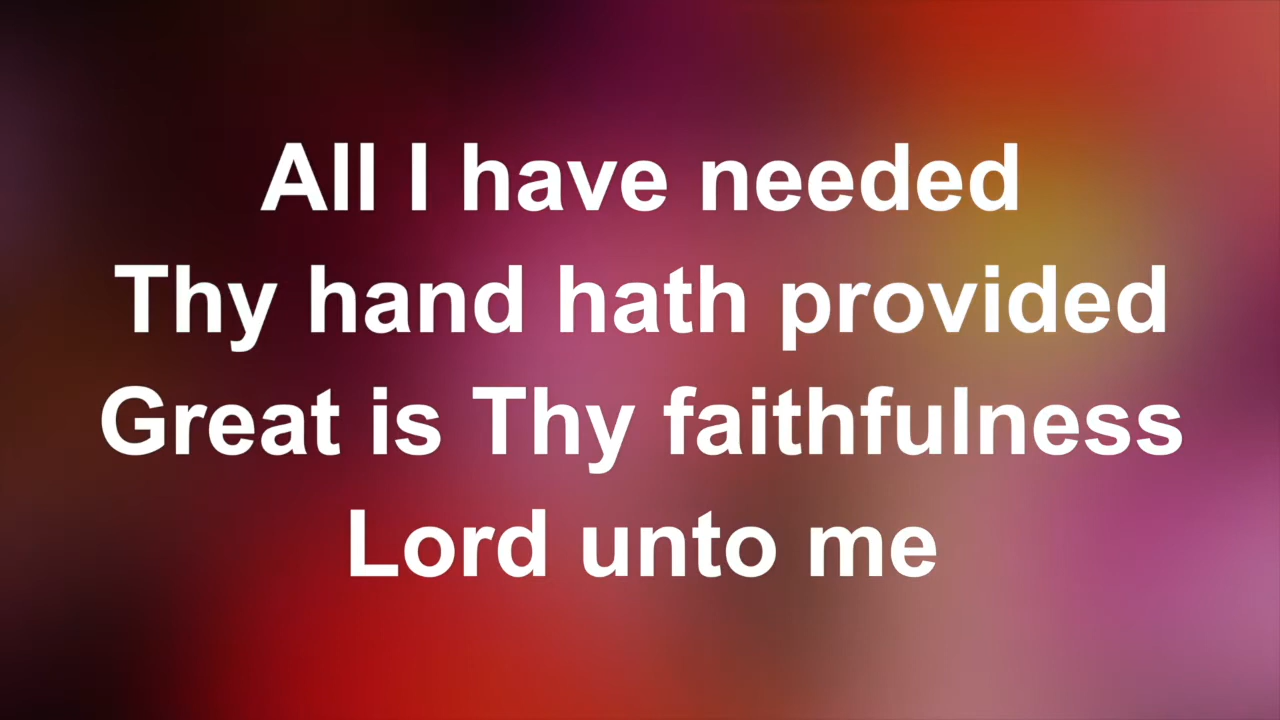 All I have needed
Thy hand hath provided
Great is Thy faithfulness
Lord unto me